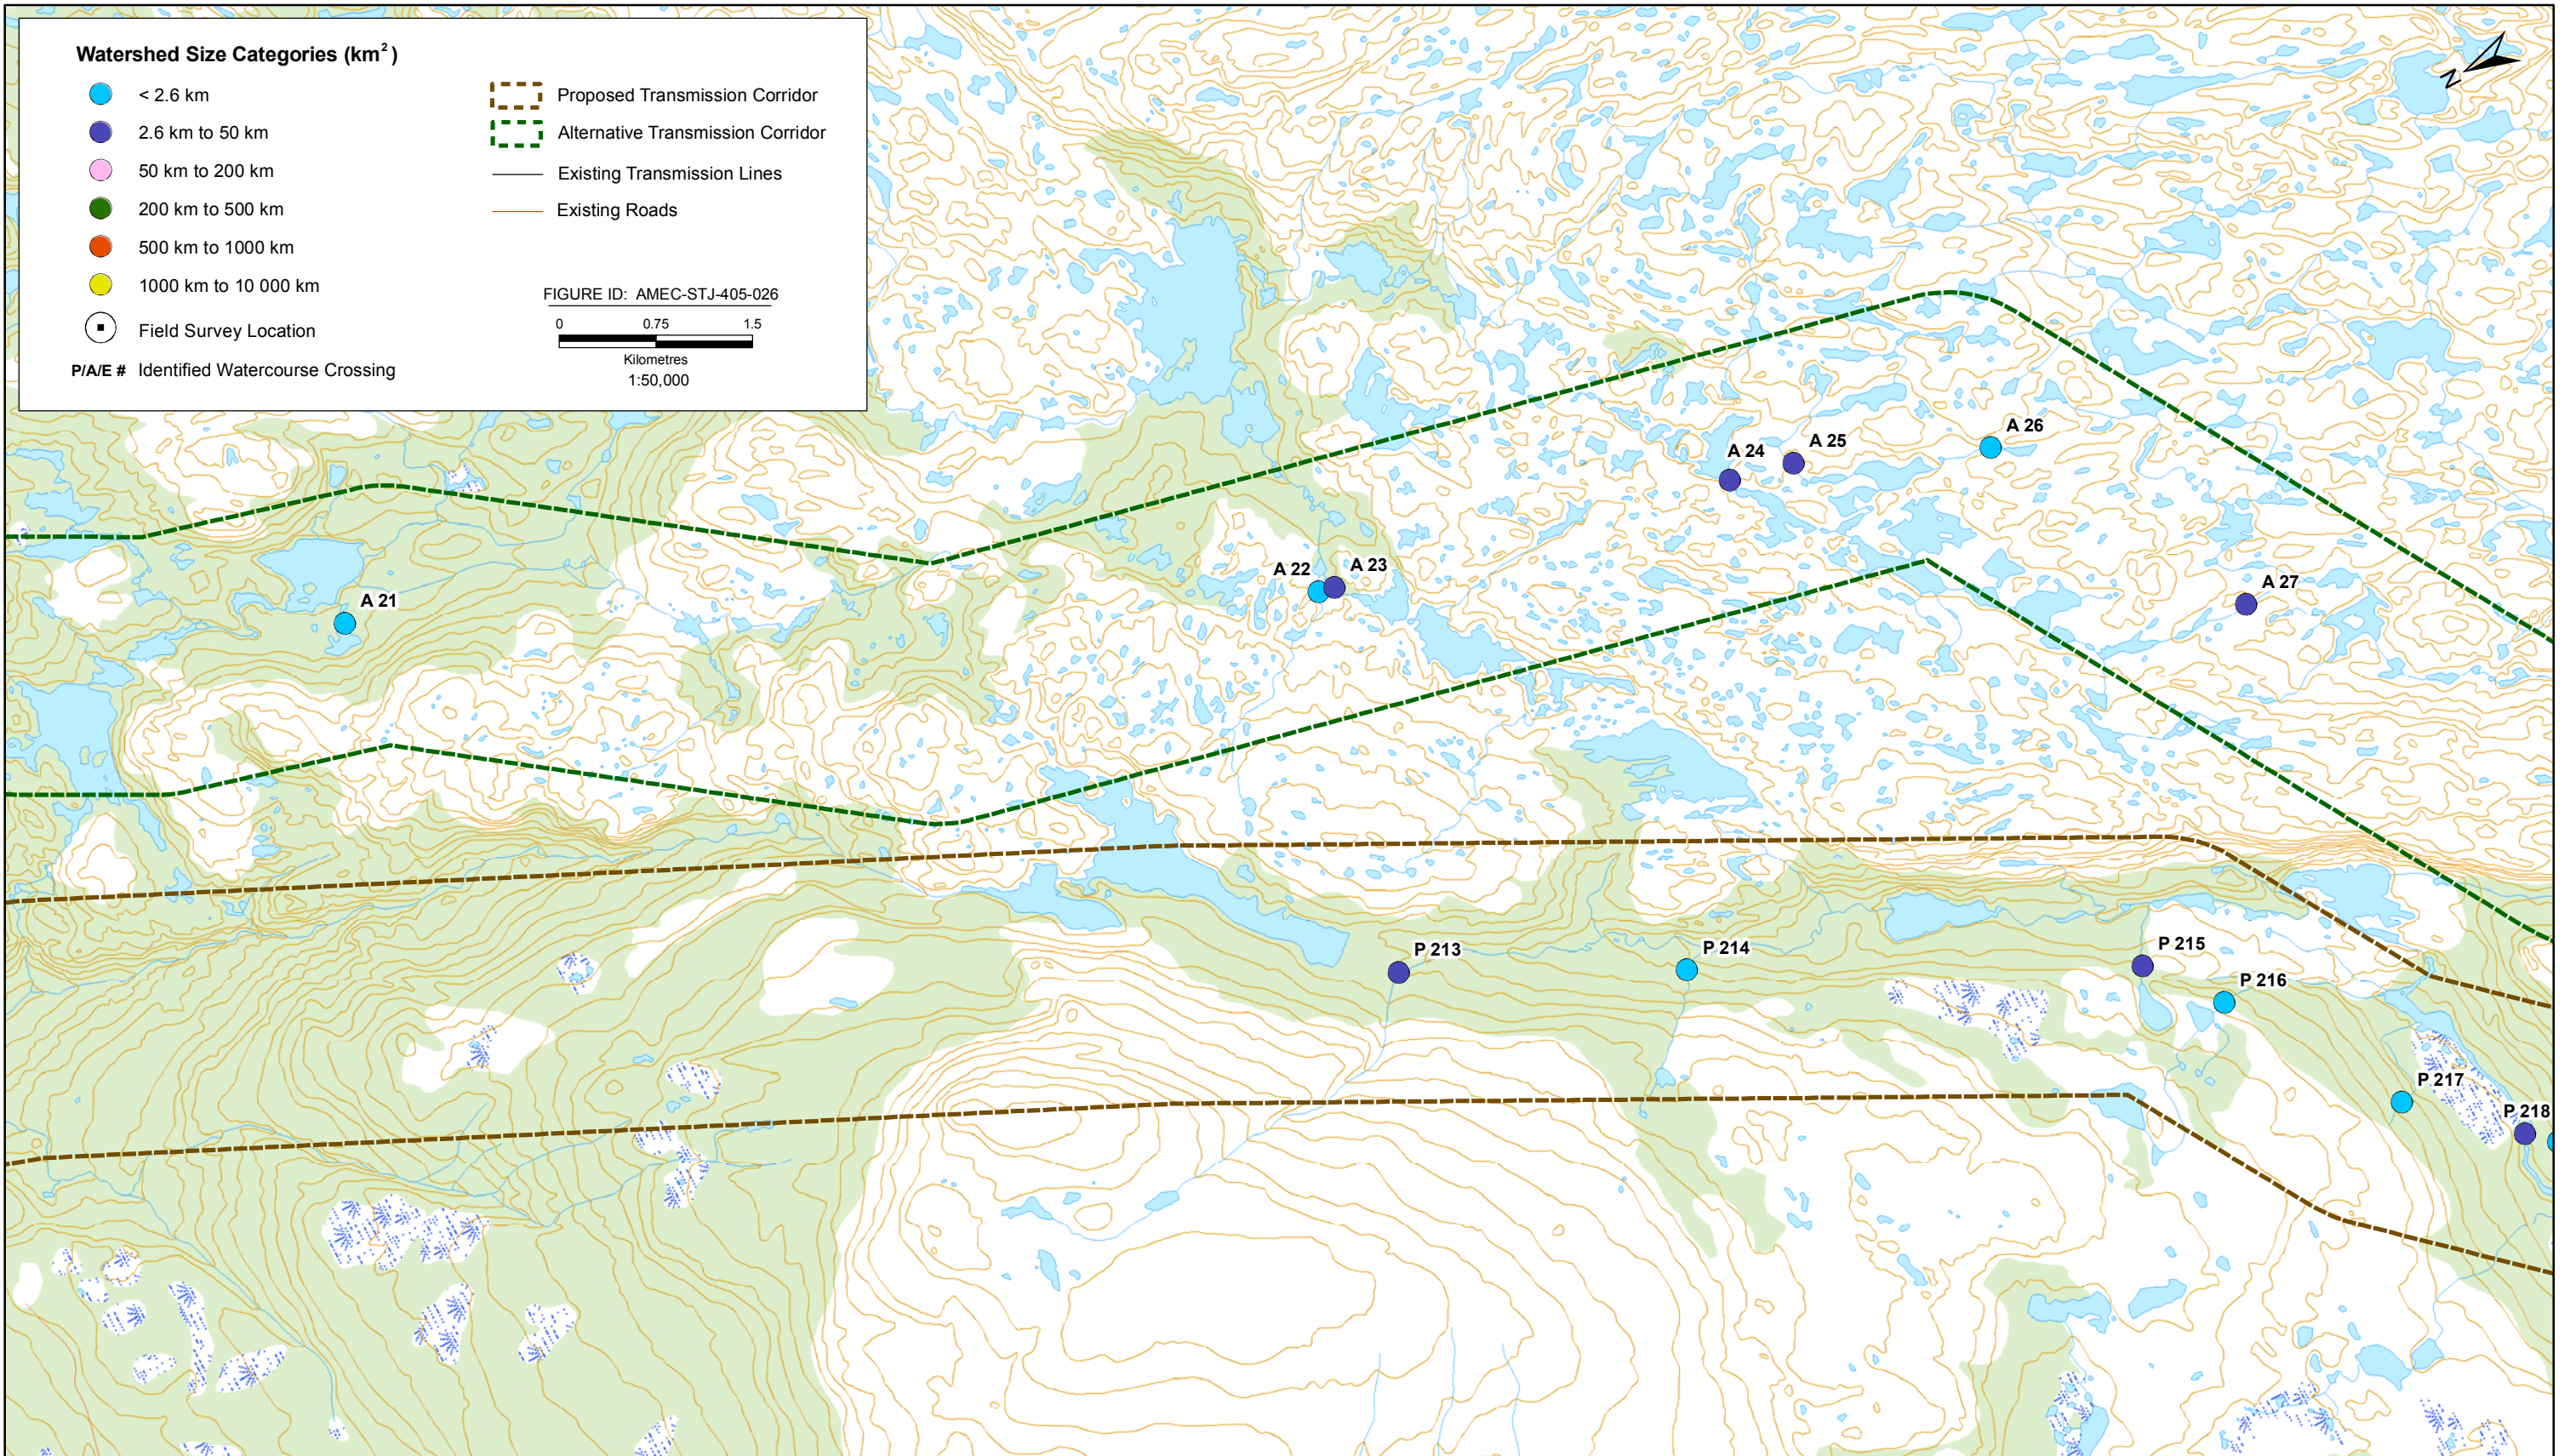 Watershed Size Categories (km²)
< 2.6 km
2.6 km to 50 km
50 km to 200 km
200 km to 500 km
500 km to 1000 km
1000 km to 10 000 km
Field Survey Location
P/A/E # Identified Watercourse Crossing
Proposed Transmission Corridor
Alternative Transmission Corridor
Existing Transmission Lines
Existing Roads
FIGURE ID: AMEC-STJ-405-026
0 0.75 1.5
Kilometres
1:50,000
N
A 26
A 25
A 24
A 23
A 22
A 27
A 21
P 213
P 214
P 215
P 216
P 217
P 218